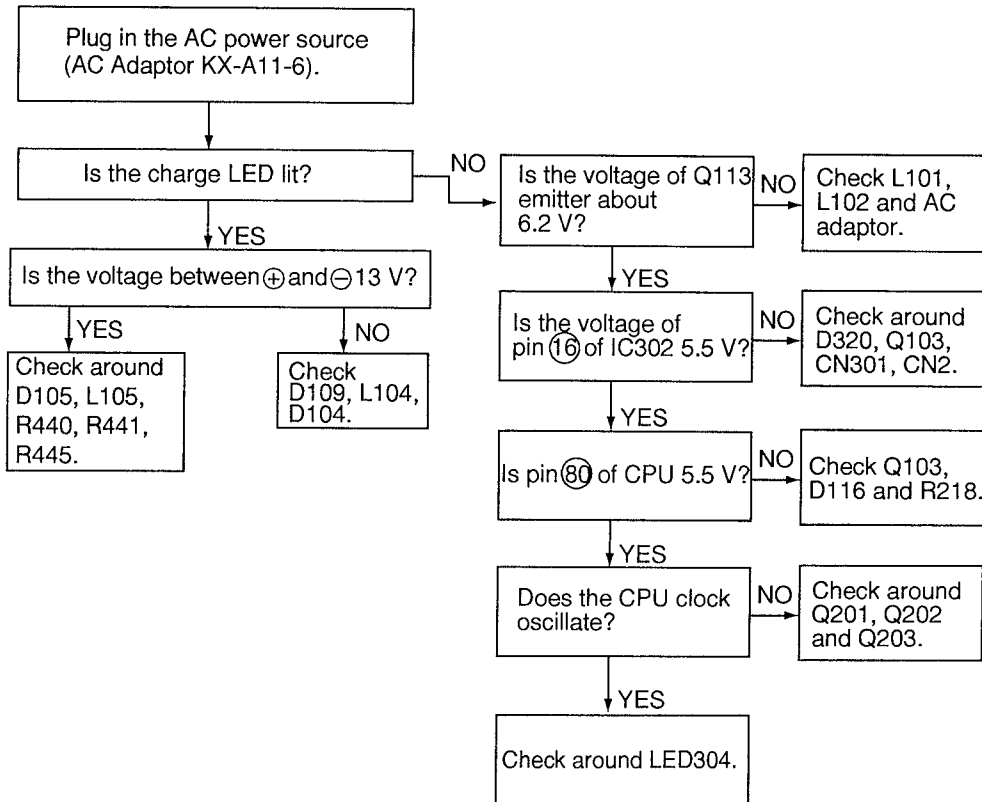 Plug in the AC power source
(AC Adaptor KX-A11-6).
Is the charge LED lit?
NO
YES
Is the voltage between ⊕ and ⊖ 13 V?
YES
Check around
D105, L105,
R440, R441,
R445.
NO
Check
D109, L104,
D104.
Is the voltage of Q113
emitter about
6.2 V?
NO
Check L101,
L102 and AC
adaptor.
YES
Is the voltage of
pin ⑯ of IC302 5.5 V?
NO
Check around
D320, Q103,
CN301, CN2.
YES
Is pin 80 of CPU 5.5 V?
NO
Check Q103,
D116 and R218.
YES
Does the CPU clock
oscillate?
NO
Check around
Q201, Q202
and Q203.
YES
Check around LED304.